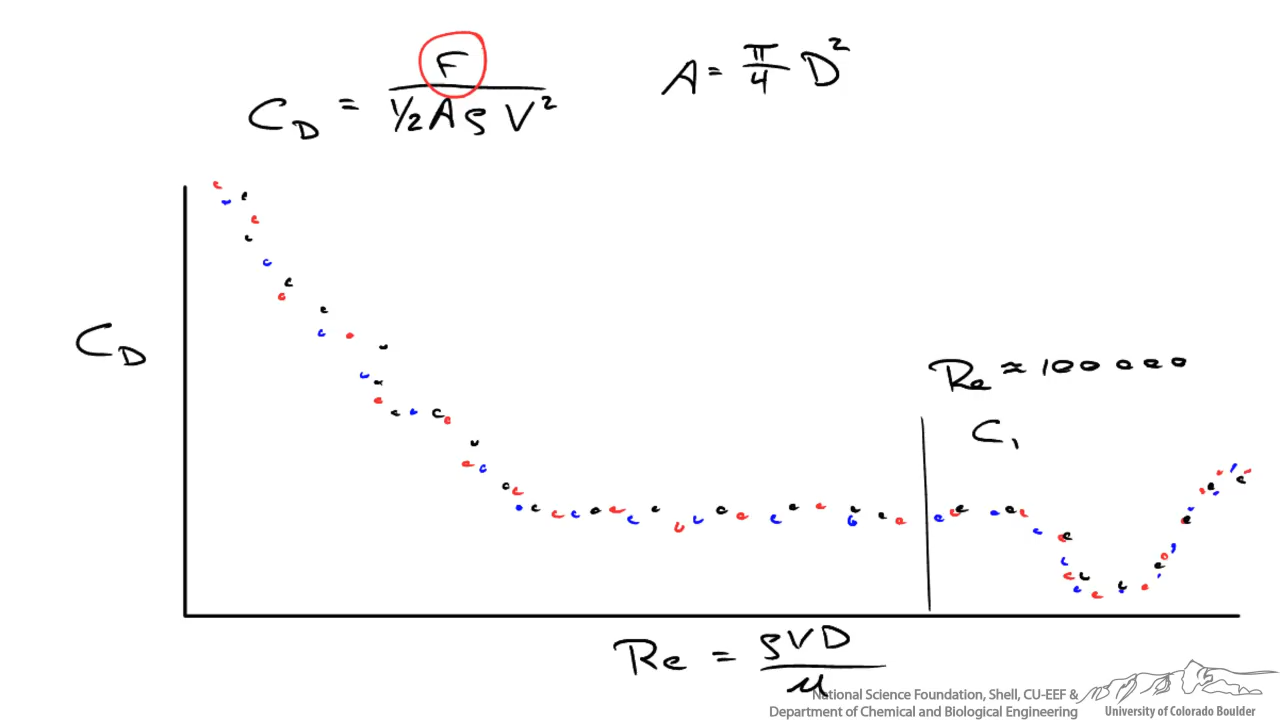 C_D = F / ½ A ρ V²
A = π/4 D²
C_D
Re ≈ 100 000
C,
Re = ρVD / μ
National Science Foundation, Shell, CU-EEF &
Department of Chemical and Biological Engineering
University of Colorado Boulder